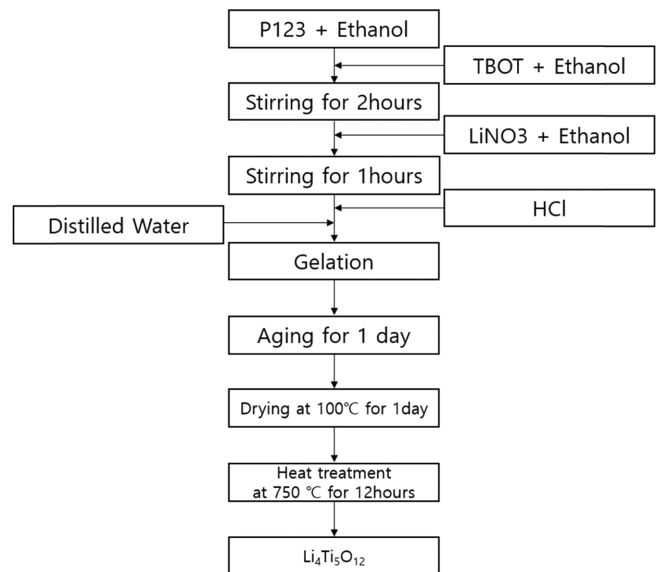 P123 + Ethanol
TBOT + Ethanol
Stirring for 2hours
LiNO3 + Ethanol
Stirring for 1hours
HCl
Distilled Water
Gelation
Aging for 1 day
Drying at 100℃ for 1day
Heat treatment
at 750 ℃ for 12hours
Li₄Ti₅O₁₂